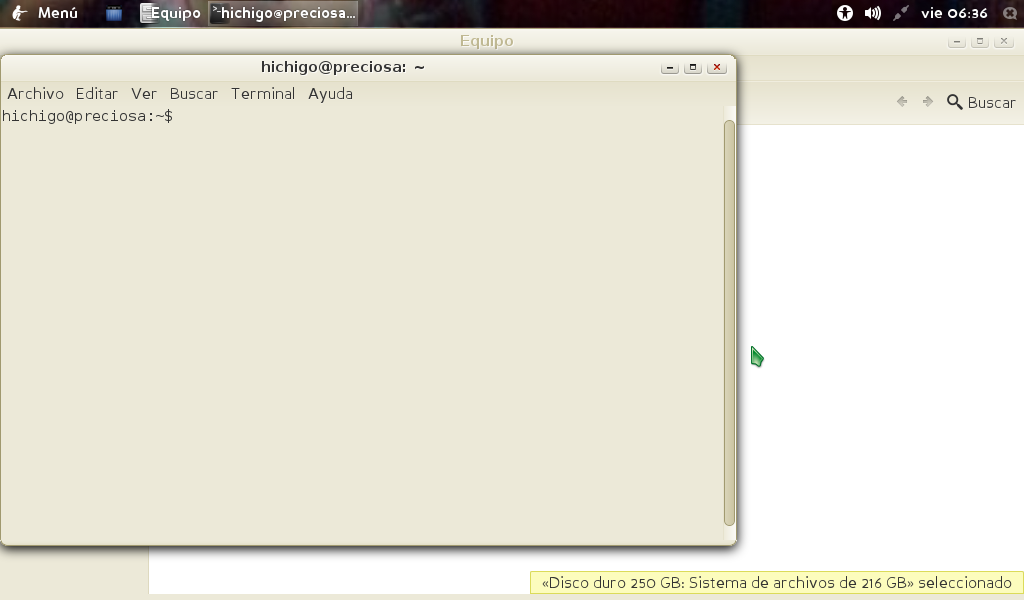 Menú Equipo hichigo@preciosa... vie 06:36
Equipo
hichigo@preciosa: ~
Archivo Editar Ver Buscar Terminal Ayuda
Buscar
hichigo@preciosa:~$
«Disco duro 250 GB: Sistema de archivos de 216 GB» seleccionado